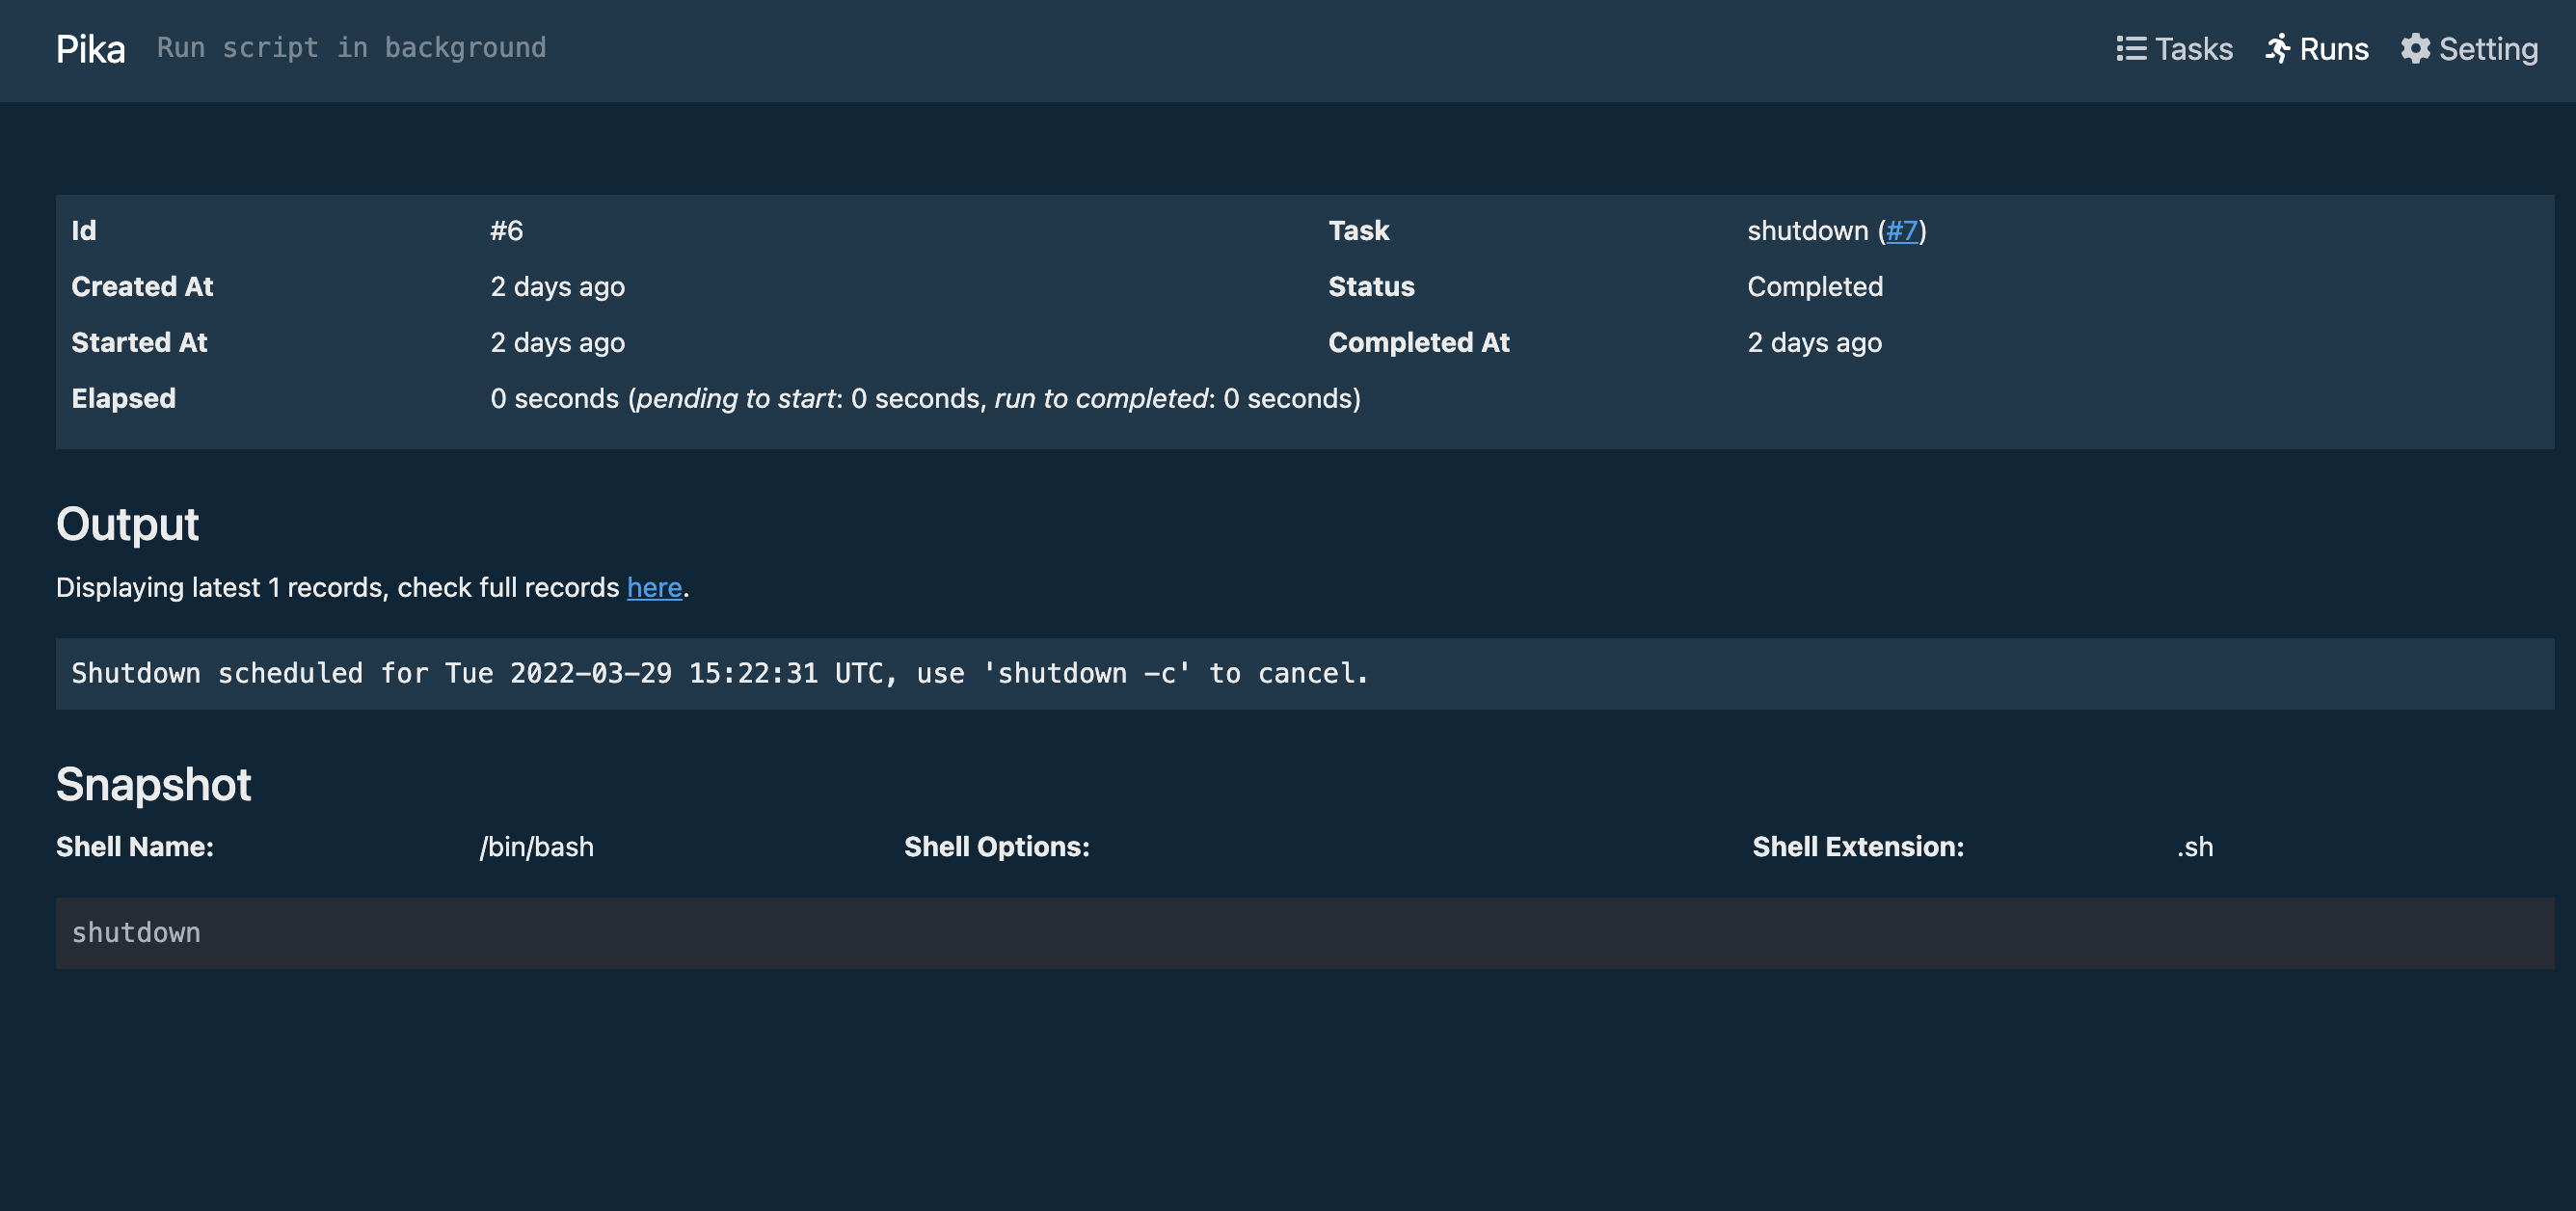 Pika Run script in background Tasks Runs Setting
Id #6 Task shutdown (#7)
Created At 2 days ago Status Completed
Started At 2 days ago Completed At 2 days ago
Elapsed 0 seconds (pending to start: 0 seconds, run to completed: 0 seconds)
Output
Displaying latest 1 records, check full records here.
Shutdown scheduled for Tue 2022-03-29 15:22:31 UTC, use 'shutdown -c' to cancel.
Snapshot
Shell Name: /bin/bash Shell Options: Shell Extension: .sh
shutdown